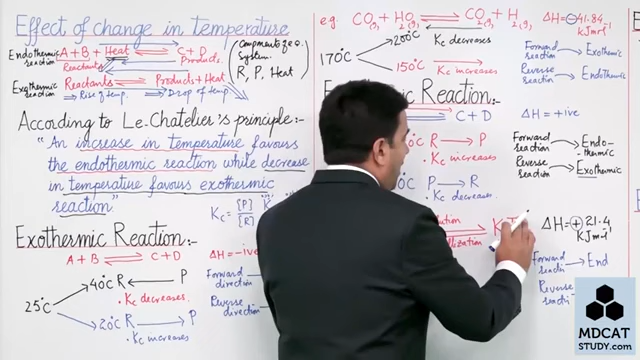 Effect of change in temperature
Endothermic reaction A + B + Heat ⇌ C + D
Reactants Products.
Exothermic reaction Reactants ⇌ Products + Heat
⇒ Rise of temp. ⇒ Drop of temp.
(Components of eq. system.
R, P, Heat)
According to Le-Chatelier's principle:-
"An increase in temperature favours
the endothermic reaction while decrease
in temperature favours exothermic
reaction."
Kc = [P] / [R]
Exothermic Reaction:-
A + B ⇌ C + D
ΔH = -ive
25°C
40°C R ← P
. Kc decreases.
20°C R → P
. Kc increases
Forward direction
Reverse direction
e.g. CO(g) + H2O(g) ⇌ CO2(g) + H2(g)
ΔH = -41.84 kJmol-1
170°C
200°C
Kc decreases
150°C
Kc increases
Forward reaction → Exothermic
Reverse reaction → Endothermic
Reaction:-
C + D
ΔH = +ive
°C R → P
. Kc increases
°C P → R
. Kc decreases.
Forward reaction → Endothermic
Reverse reaction → Exothermic
KI
ΔH = + 21.4 kJmol-1
Forward reaction → End
MDCAT
STUDY.com